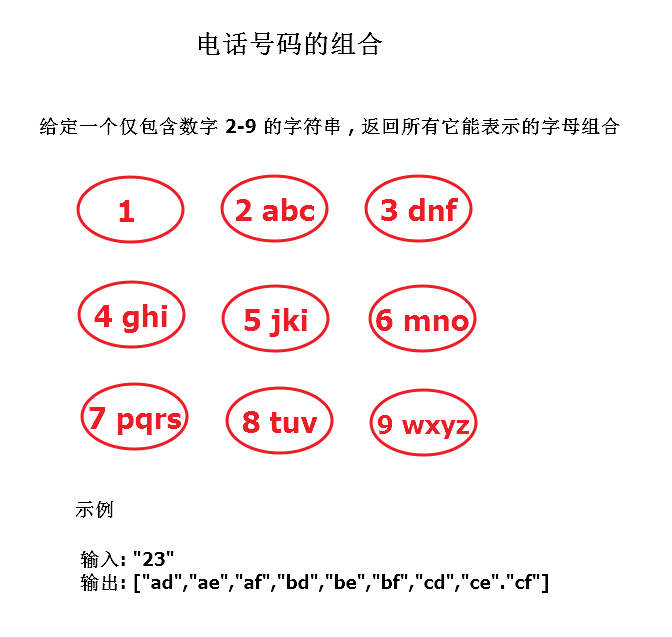 电话号码的组合
给定一个仅包含数字 2-9 的字符串，返回所有它能表示的字母组合
1 2 abc 3 dnf
4 ghi 5 jki 6 mno
7 pqrs 8 tuv 9 wxyz
示例
输入: "23"
输出: ["ad","ae","af","bd","be","bf","cd","ce"."cf"]